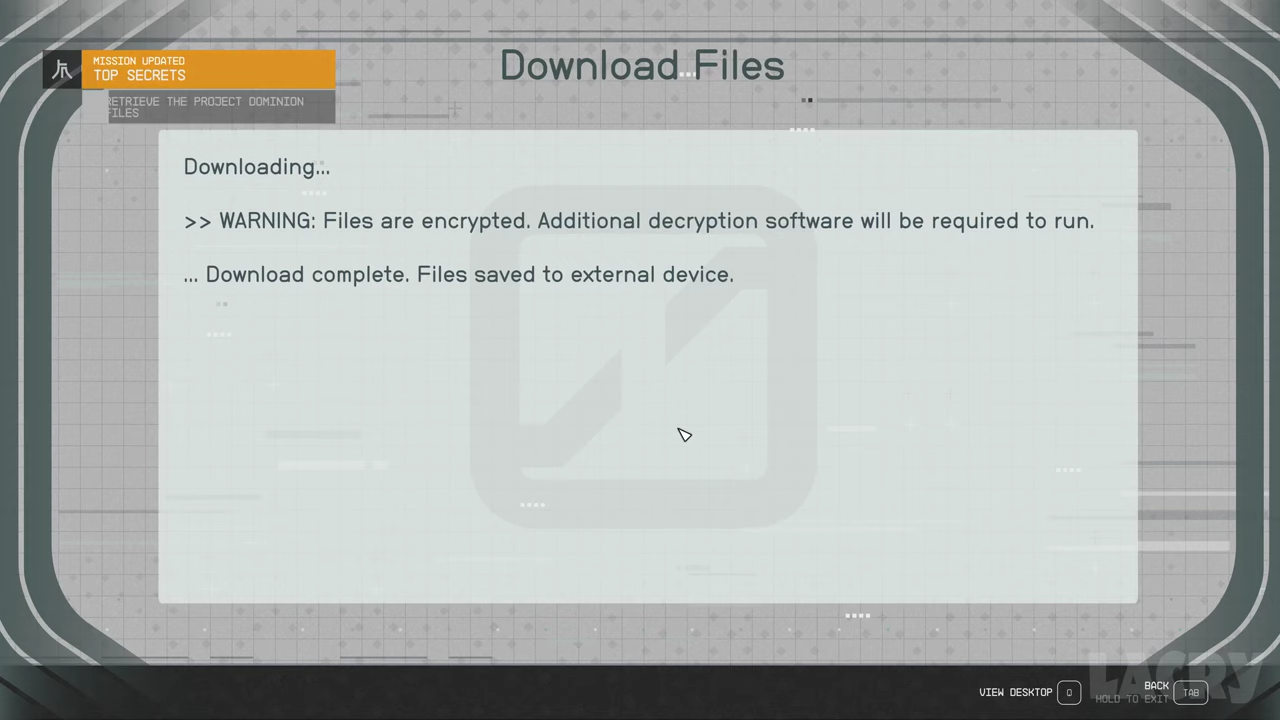 MISSION UPDATED
TOP SECRETS
RETRIEVE THE PROJECT DOMINION
FILES
Download Files
Downloading...
>> WARNING: Files are encrypted. Additional decryption software will be required to run.
... Download complete. Files saved to external device.
VIEW DESKTOP Q
BACK
HOLD TO EXIT TAB
LACRY